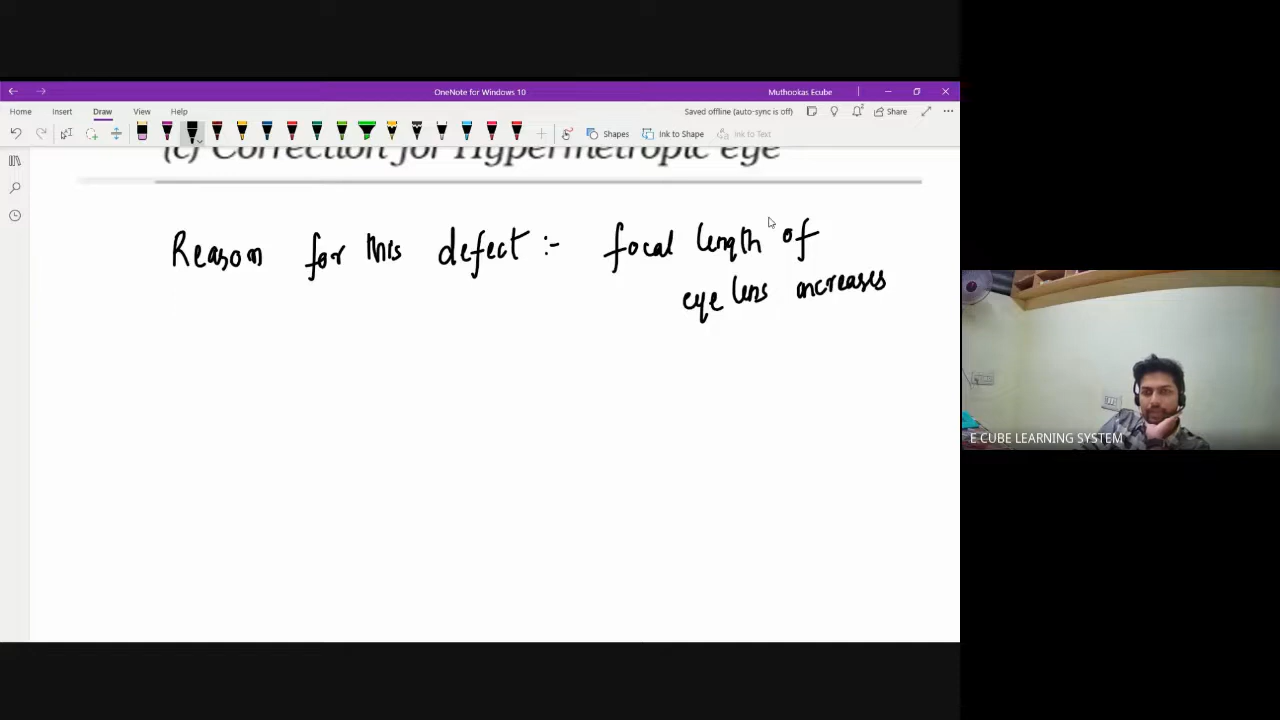 OneNote for Windows 10
Muthookas Ecube
Home Insert Draw View Help
Saved offline (auto-sync is off)
Share
Shapes
Ink to Shape
Ink to Text
(c) Correction for Hypermetropic eye
Reason for this defect :- focal length of
eye lens increases
E CUBE LEARNING SYSTEM